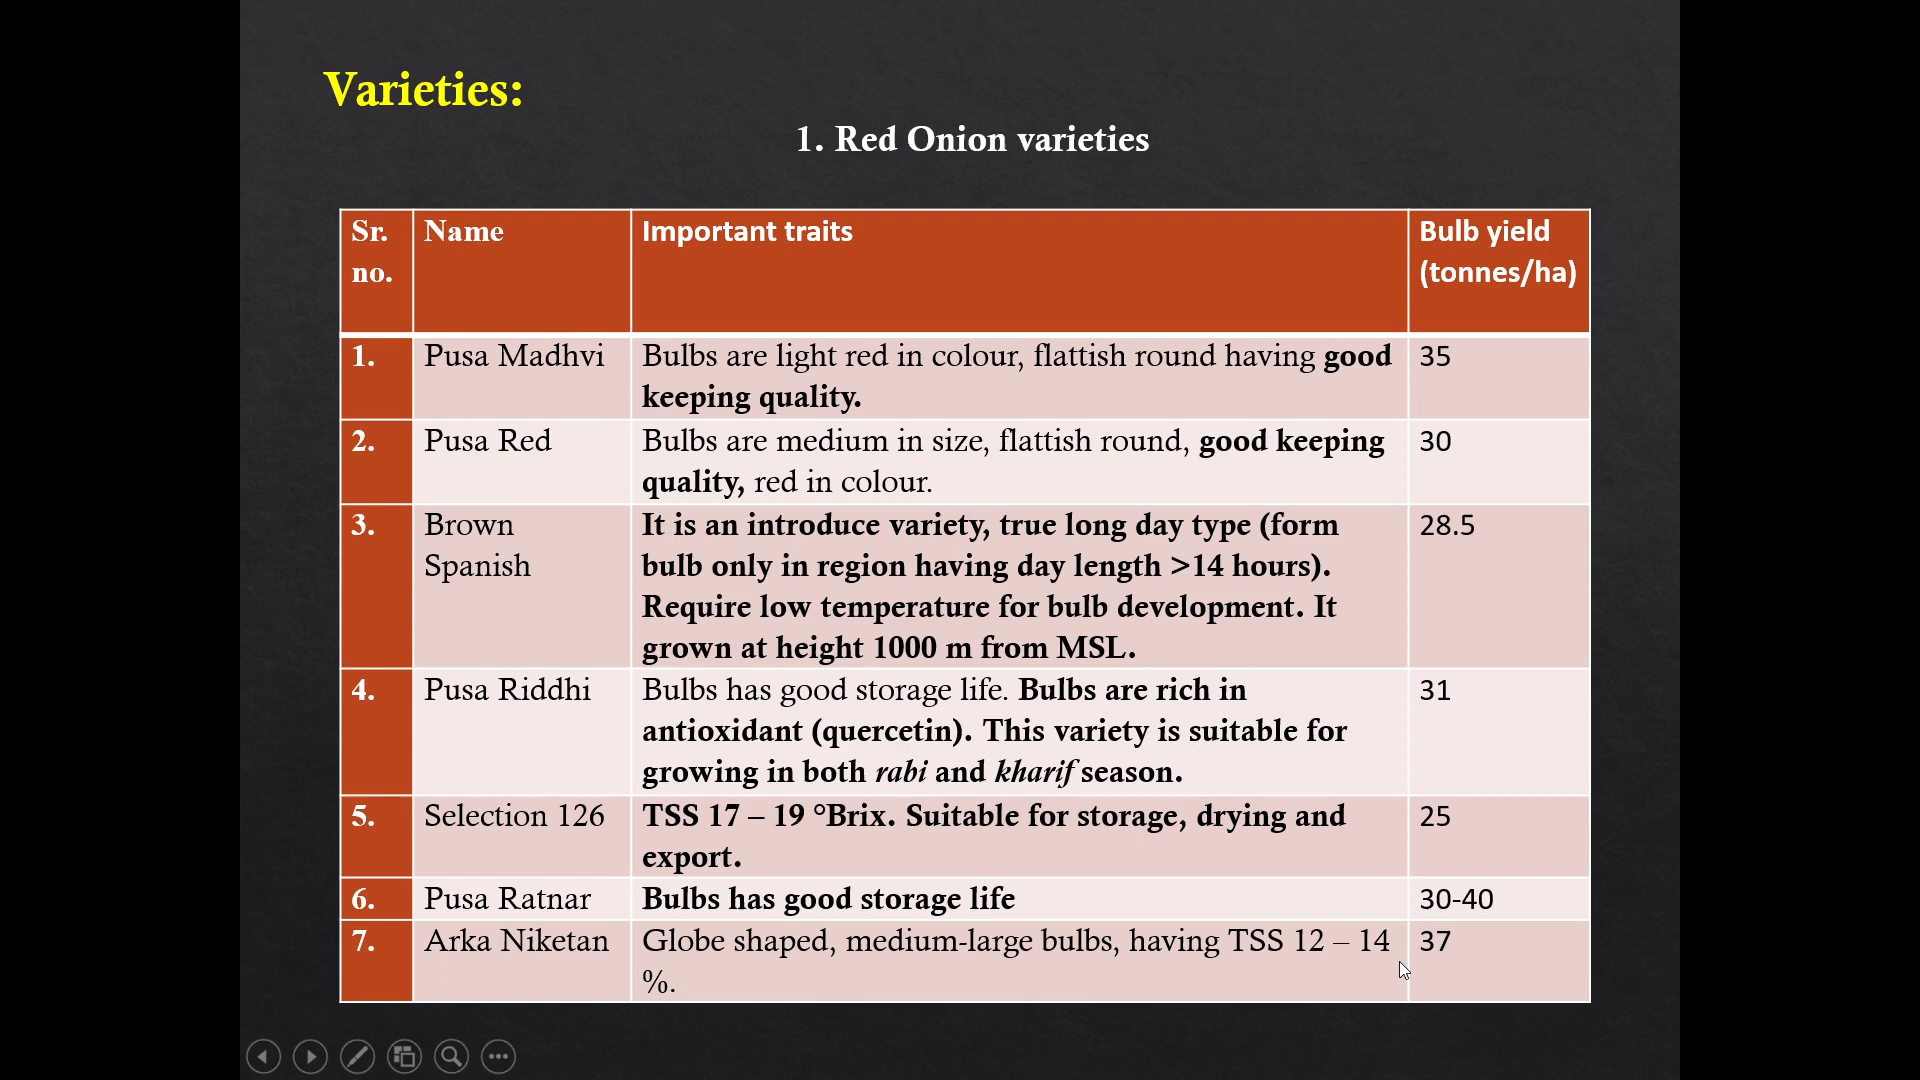 Varieties:
1. Red Onion varieties
Sr. no. Name Important traits Bulb yield (tonnes/ha)
1. Pusa Madhvi Bulbs are light red in colour, flattish round having good 35
keeping quality.
2. Pusa Red Bulbs are medium in size, flattish round, good keeping 30
quality, red in colour.
3. Brown Spanish It is an introduce variety, true long day type (form 28.5
bulb only in region having day length >14 hours).
Require low temperature for bulb development. It
grown at height 1000 m from MSL.
4. Pusa Riddhi Bulbs has good storage life. Bulbs are rich in 31
antioxidant (quercetin). This variety is suitable for
growing in both rabi and kharif season.
5. Selection 126 TSS 17 – 19 °Brix. Suitable for storage, drying and 25
export.
6. Pusa Ratnar Bulbs has good storage life 30-40
7. Arka Niketan Globe shaped, medium-large bulbs, having TSS 12 – 14 37
%.